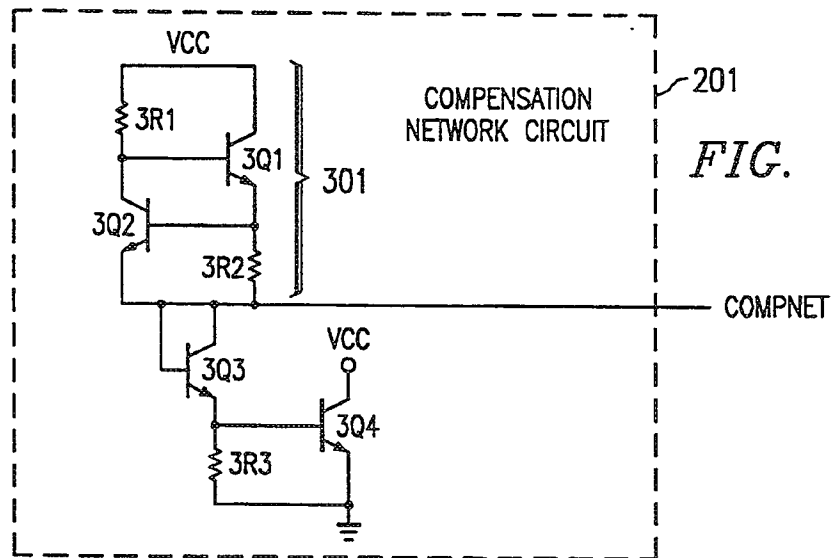 VCC
3R1
3Q1
301
3Q2
3R2
COMPENSATION
NETWORK CIRCUIT
201
FIG.
COMPNET
VCC
3Q3
3Q4
3R3